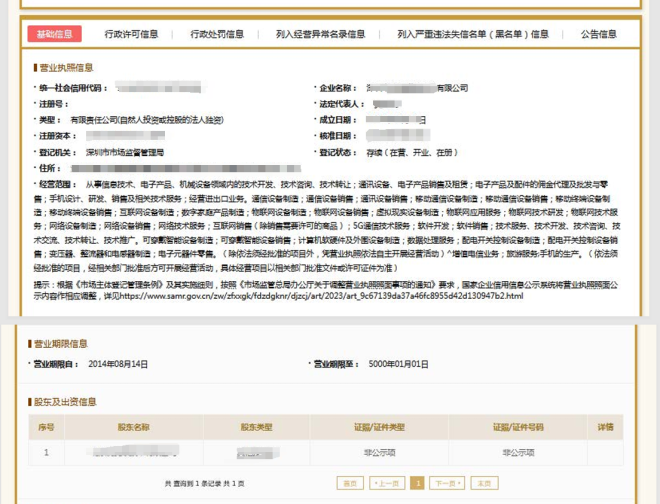 基础信息 行政许可信息 行政处罚信息 列入经营异常名录信息 列入严重违法失信名单（黑名单）信息 公告信息
营业执照信息
· 统一社会信用代码： · 企业名称： 有限公司
· 注册号： · 法定代表人：
· 类型： 有限责任公司(自然人投资或控股的法人独资) · 成立日期： 日
· 注册资本： · 核准日期：
· 登记机关： 深圳市市场监督管理局 · 登记状态： 存续（在营、开业、在册）
· 住所：
· 经营范围： 从事信息技术、电子产品、机械设备领域内的技术开发、技术咨询、技术转让；通讯设备、电子产品销售及租赁；电子产品及配件的佣金代理及批发与零
售；手机设计、研发、销售及相关技术服务；经营进出口业务。通信设备制造；通信设备销售；通讯设备销售；移动通信设备制造；移动通信设备销售；移动终端设备制
造；移动终端设备销售；互联网设备制造；数字家庭产品制造；物联网设备制造；物联网设备销售；虚拟现实设备制造；物联网应用服务；物联网技术研发；物联网技术服
务；网络设备制造；网络设备销售；网络技术服务；互联网销售（除销售需要许可的商品）；5G通信技术服务；软件开发；软件销售；技术服务、技术开发、技术咨询、技
术交流、技术转让、技术推广。可穿戴智能设备制造；可穿戴智能设备销售；计算机软硬件及外围设备制造；数据处理服务；配电开关控制设备制造；配电开关控制设备销
售；变压器、整流器和电感器制造；电子元器件零售。（除依法须经批准的项目外，凭营业执照依法自主开展经营活动）^增值电信业务；旅游服务;手机的生产。（依法须
经批准的项目，经相关部门批准后方可开展经营活动，具体经营项目以相关部门批准文件或许可证件为准）
提示：根据《市场主体登记管理条例》及其实施细则，按照《市场监管总局办公厅关于调整营业执照照面事项的通知》要求，国家企业信用信息公示系统将营业执照照面公
示内容作相应调整，详见https://www.samr.gov.cn/zw/zfxxgk/fdzdgknr/djzcj/art/2023/art_9c67139da37a46fc8955d42d130947b2.html
营业期限信息
· 营业期限自： 2014年08月14日 · 营业期限至： 5000年01月01日
股东及出资信息
序号 股东名称 股东类型 证照/证件类型 证照/证件号码 详情
1 非公示项 非公示项
共 查询到 1 条记录 共 1 页 首页 上一页 1 下一页 末页